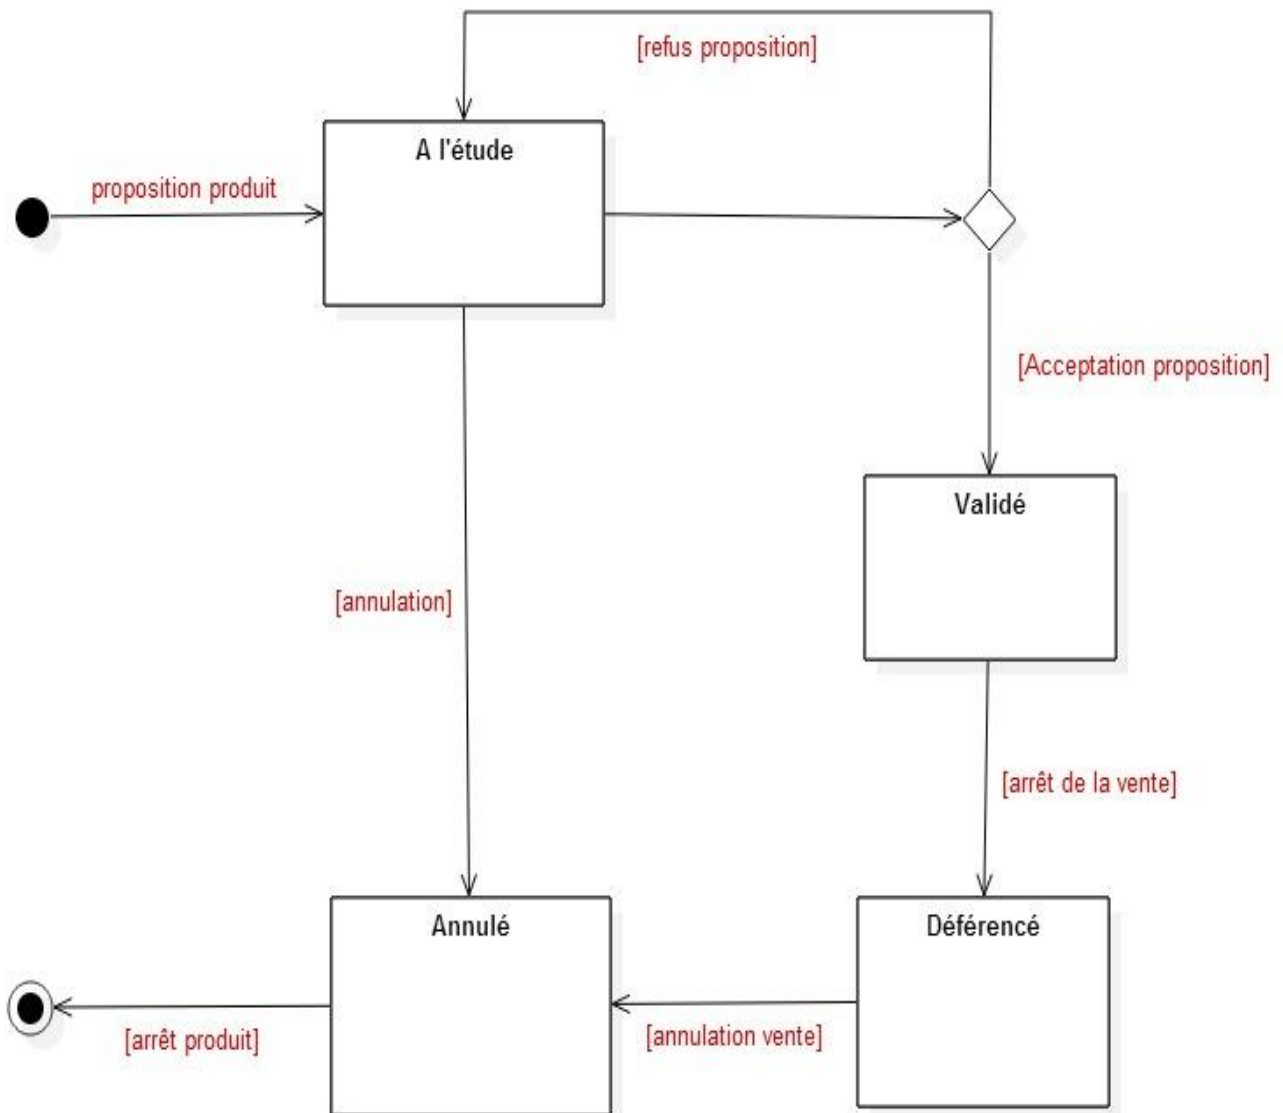 [refus proposition]
A l'étude
proposition produit
[Acceptation proposition]
Validé
[annulation]
[arrêt de la vente]
Annulé
Déférencé
[arrêt produit]
[annulation vente]